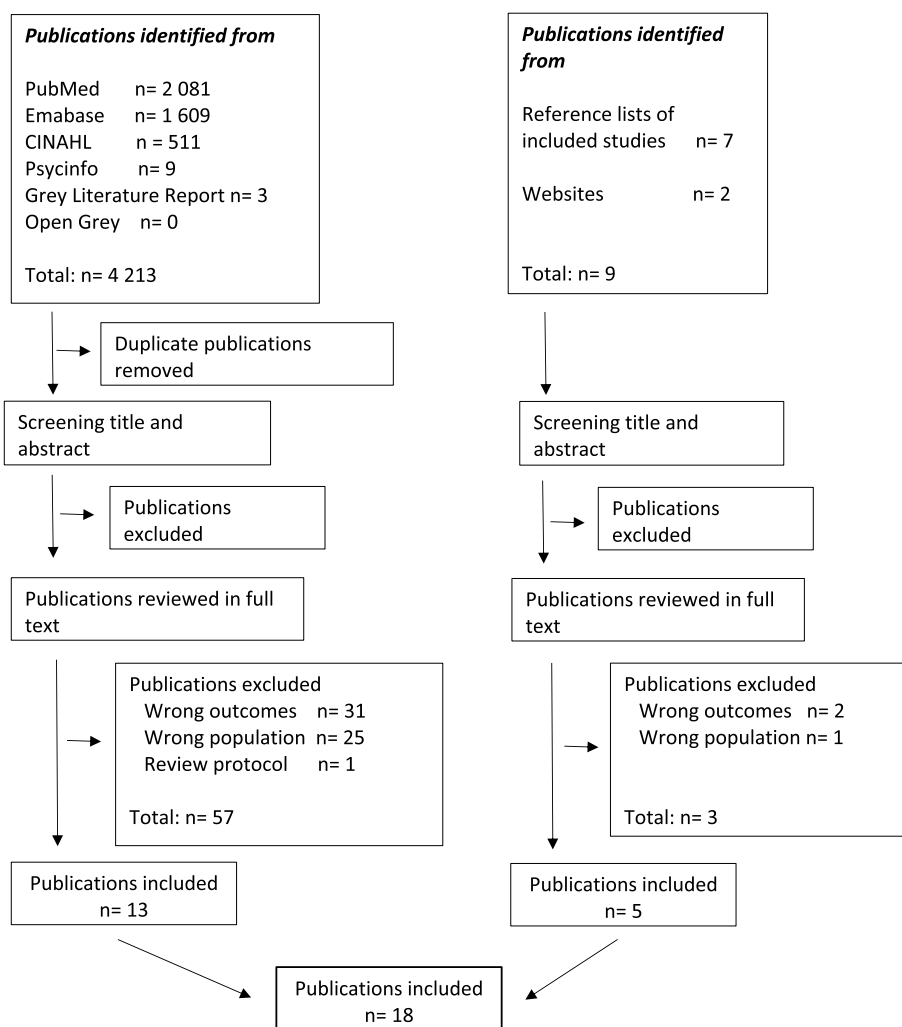 Publications identified from
PubMed n= 2 081
Emabase n= 1 609
CINAHL n = 511
Psycinfo n= 9
Grey Literature Report n= 3
Open Grey n= 0
Total: n= 4 213
Duplicate publications
removed
Screening title and
abstract
Publications
excluded
Publications reviewed in full
text
Publications excluded
Wrong outcomes n= 31
Wrong population n= 25
Review protocol n= 1
Total: n= 57
Publications included
n= 13
Publications identified
from
Reference lists of
included studies n= 7
Websites n= 2
Total: n= 9
Screening title and
abstract
Publications
excluded
Publications reviewed in full
text
Publications excluded
Wrong outcomes n= 2
Wrong population n= 1
Total: n= 3
Publications included
n= 5
Publications included
n= 18